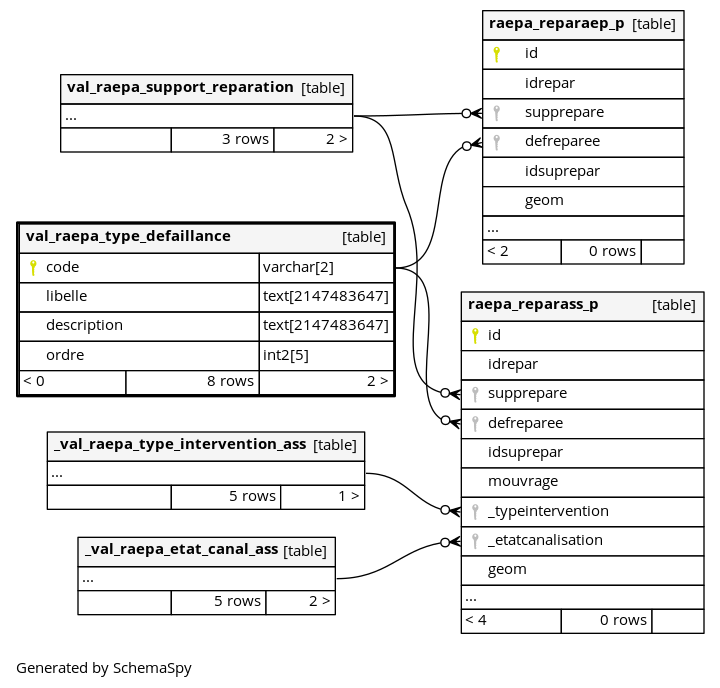 raepa_reparaep_p [table]
id
idrepar
supprepare
defreparee
idsuprepar
geom
...
< 2 0 rows
val_raepa_support_reparation [table]
...
3 rows 2 >
val_raepa_type_defaillance [table]
code varchar[2]
libelle text[2147483647]
description text[2147483647]
ordre int2[5]
< 0 8 rows 2 >
raepa_reparass_p [table]
id
idrepar
supprepare
defreparee
idsuprepar
mouvrage
_typeintervention
_etatcanalisation
geom
...
< 4 0 rows
_val_raepa_type_intervention_ass [table]
...
5 rows 1 >
_val_raepa_etat_canal_ass [table]
...
5 rows 2 >
Generated by SchemaSpy